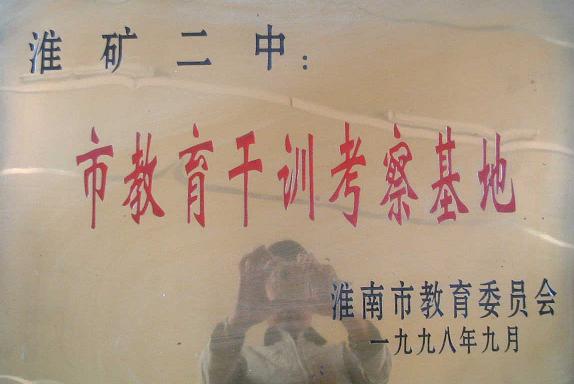 淮矿二中：
市教育干训考察基地
淮南市教育委员会
一九九八年九月